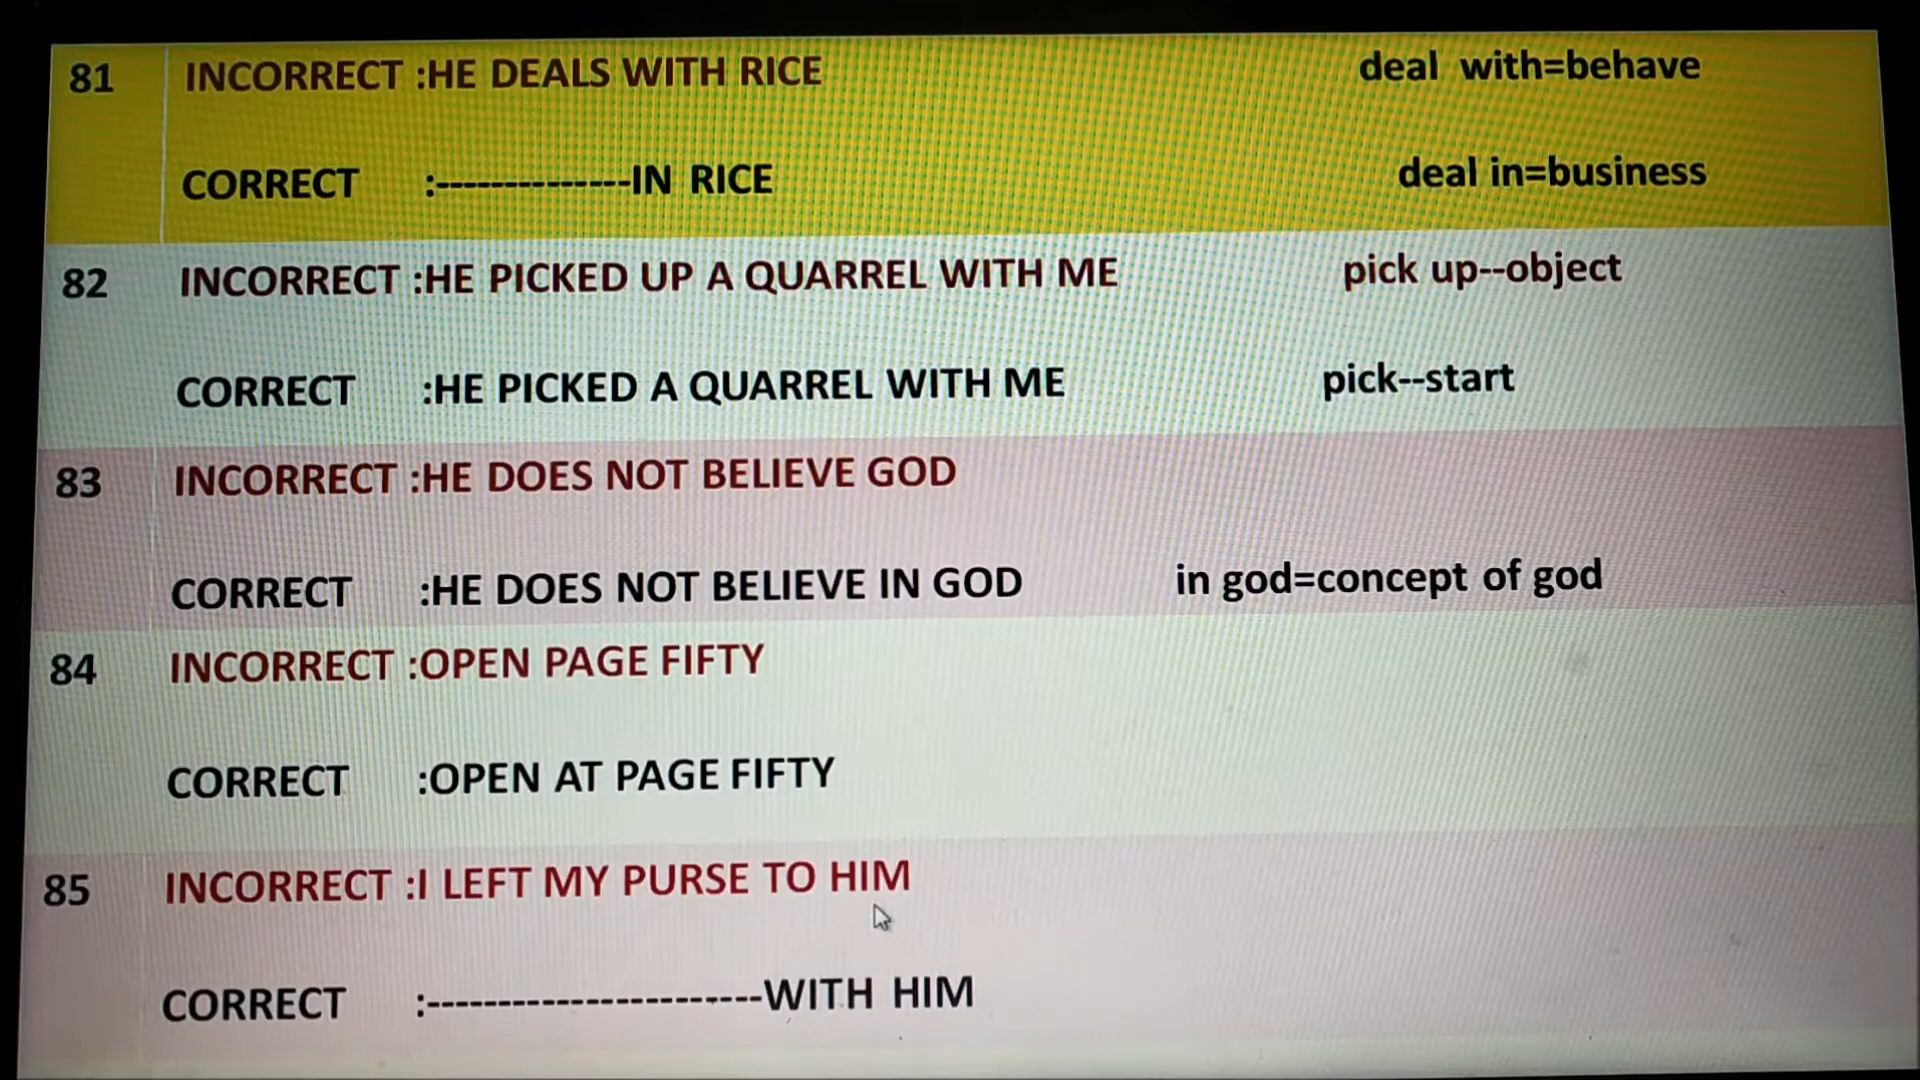 81 INCORRECT :HE DEALS WITH RICE deal with=behave
CORRECT :--------------IN RICE deal in=business
82 INCORRECT :HE PICKED UP A QUARREL WITH ME pick up--object
CORRECT :HE PICKED A QUARREL WITH ME pick--start
83 INCORRECT :HE DOES NOT BELIEVE GOD
CORRECT :HE DOES NOT BELIEVE IN GOD in god=concept of god
84 INCORRECT :OPEN PAGE FIFTY
CORRECT :OPEN AT PAGE FIFTY
85 INCORRECT :I LEFT MY PURSE TO HIM
CORRECT :-----------------------WITH HIM